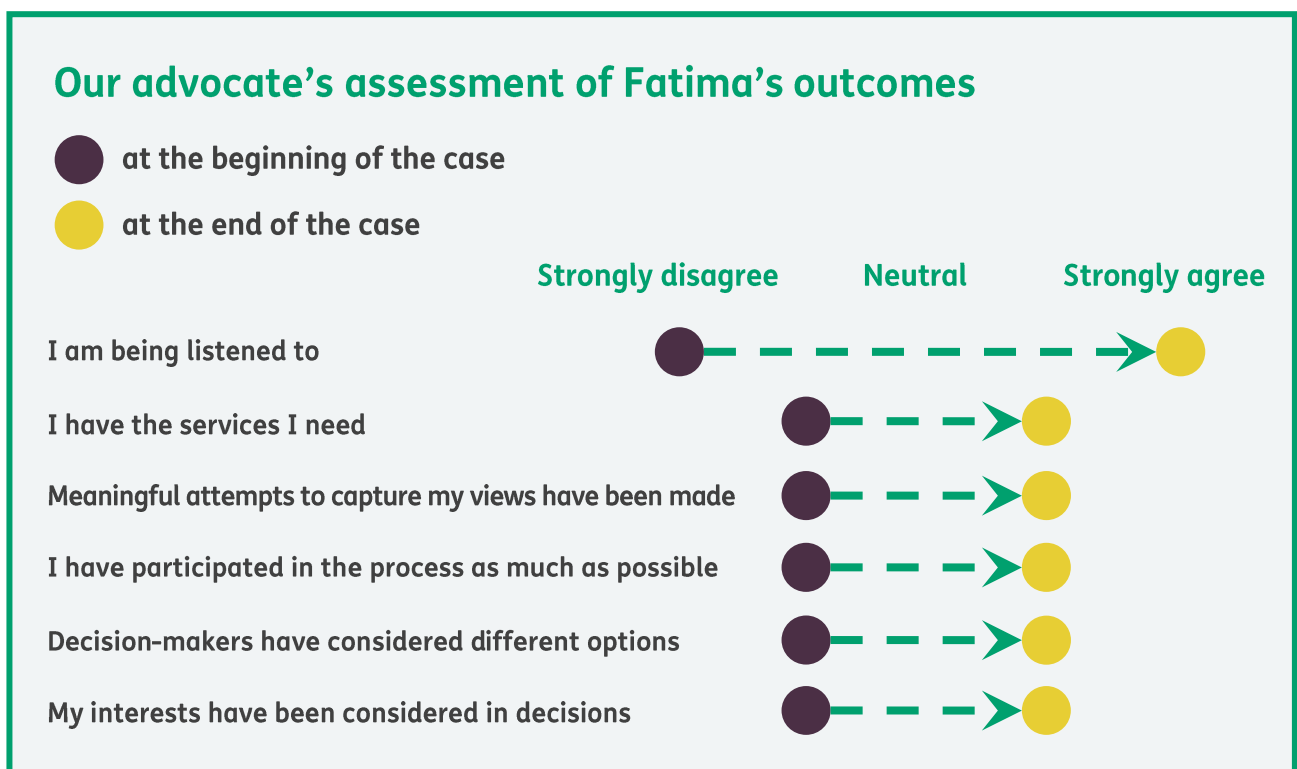 Our advocate’s assessment of Fatima’s outcomes
at the beginning of the case
at the end of the case
Strongly disagree Neutral Strongly agree
I am being listened to
I have the services I need
Meaningful attempts to capture my views have been made
I have participated in the process as much as possible
Decision-makers have considered different options
My interests have been considered in decisions